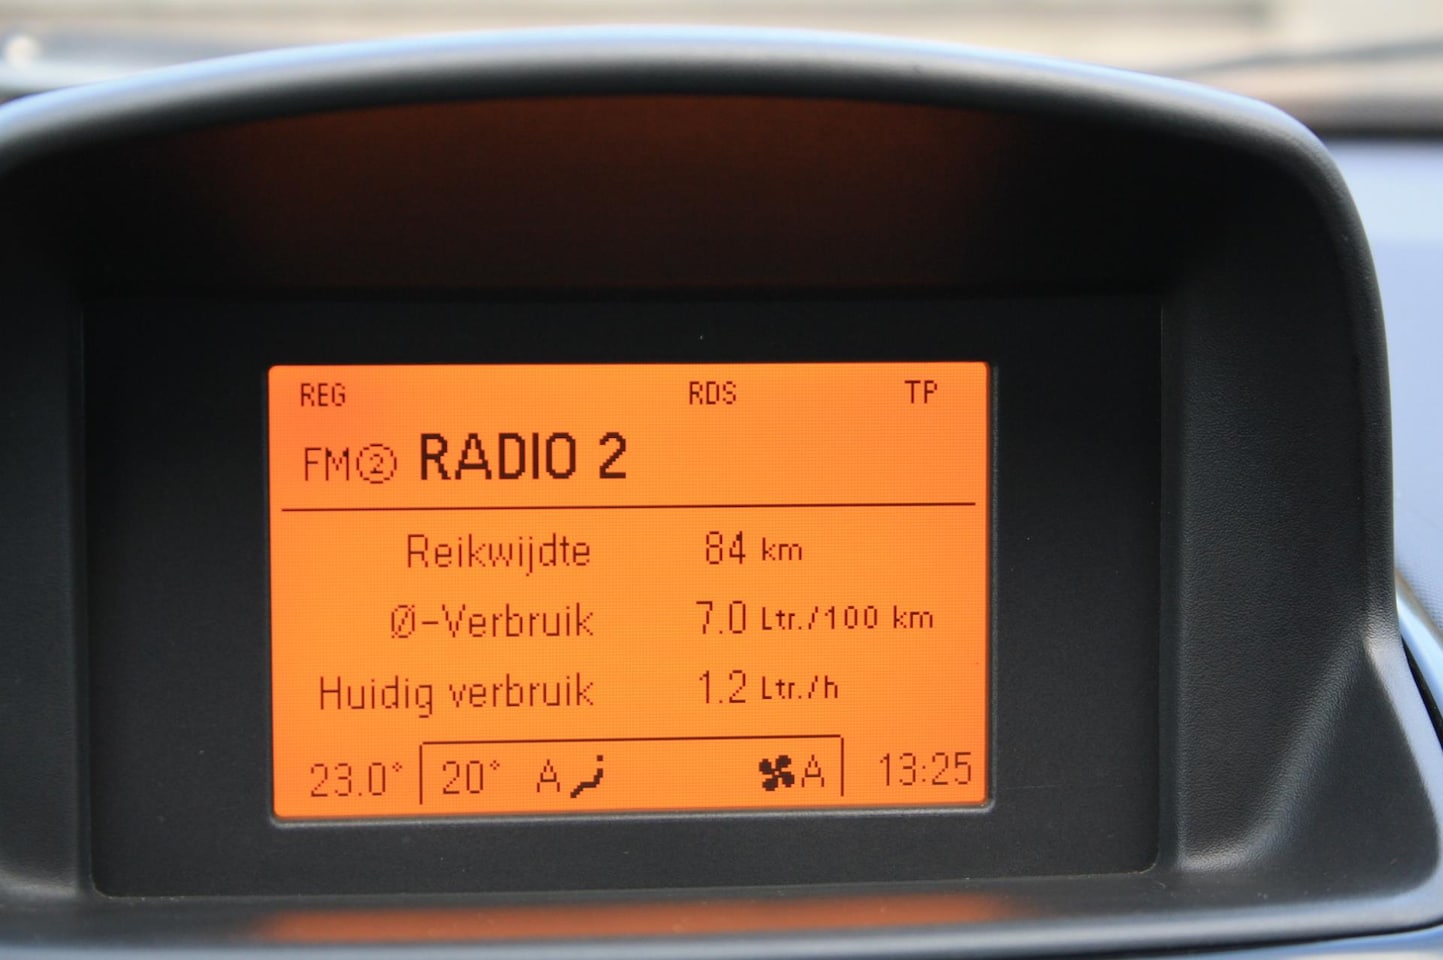 REG RDS TP
FM② RADIO 2
Reikwijdte 84 km
Ø-Verbruik 7.0 Ltr./100 km
Huidig verbruik 1.2 Ltr./h
23.0° 20° A A 13:25